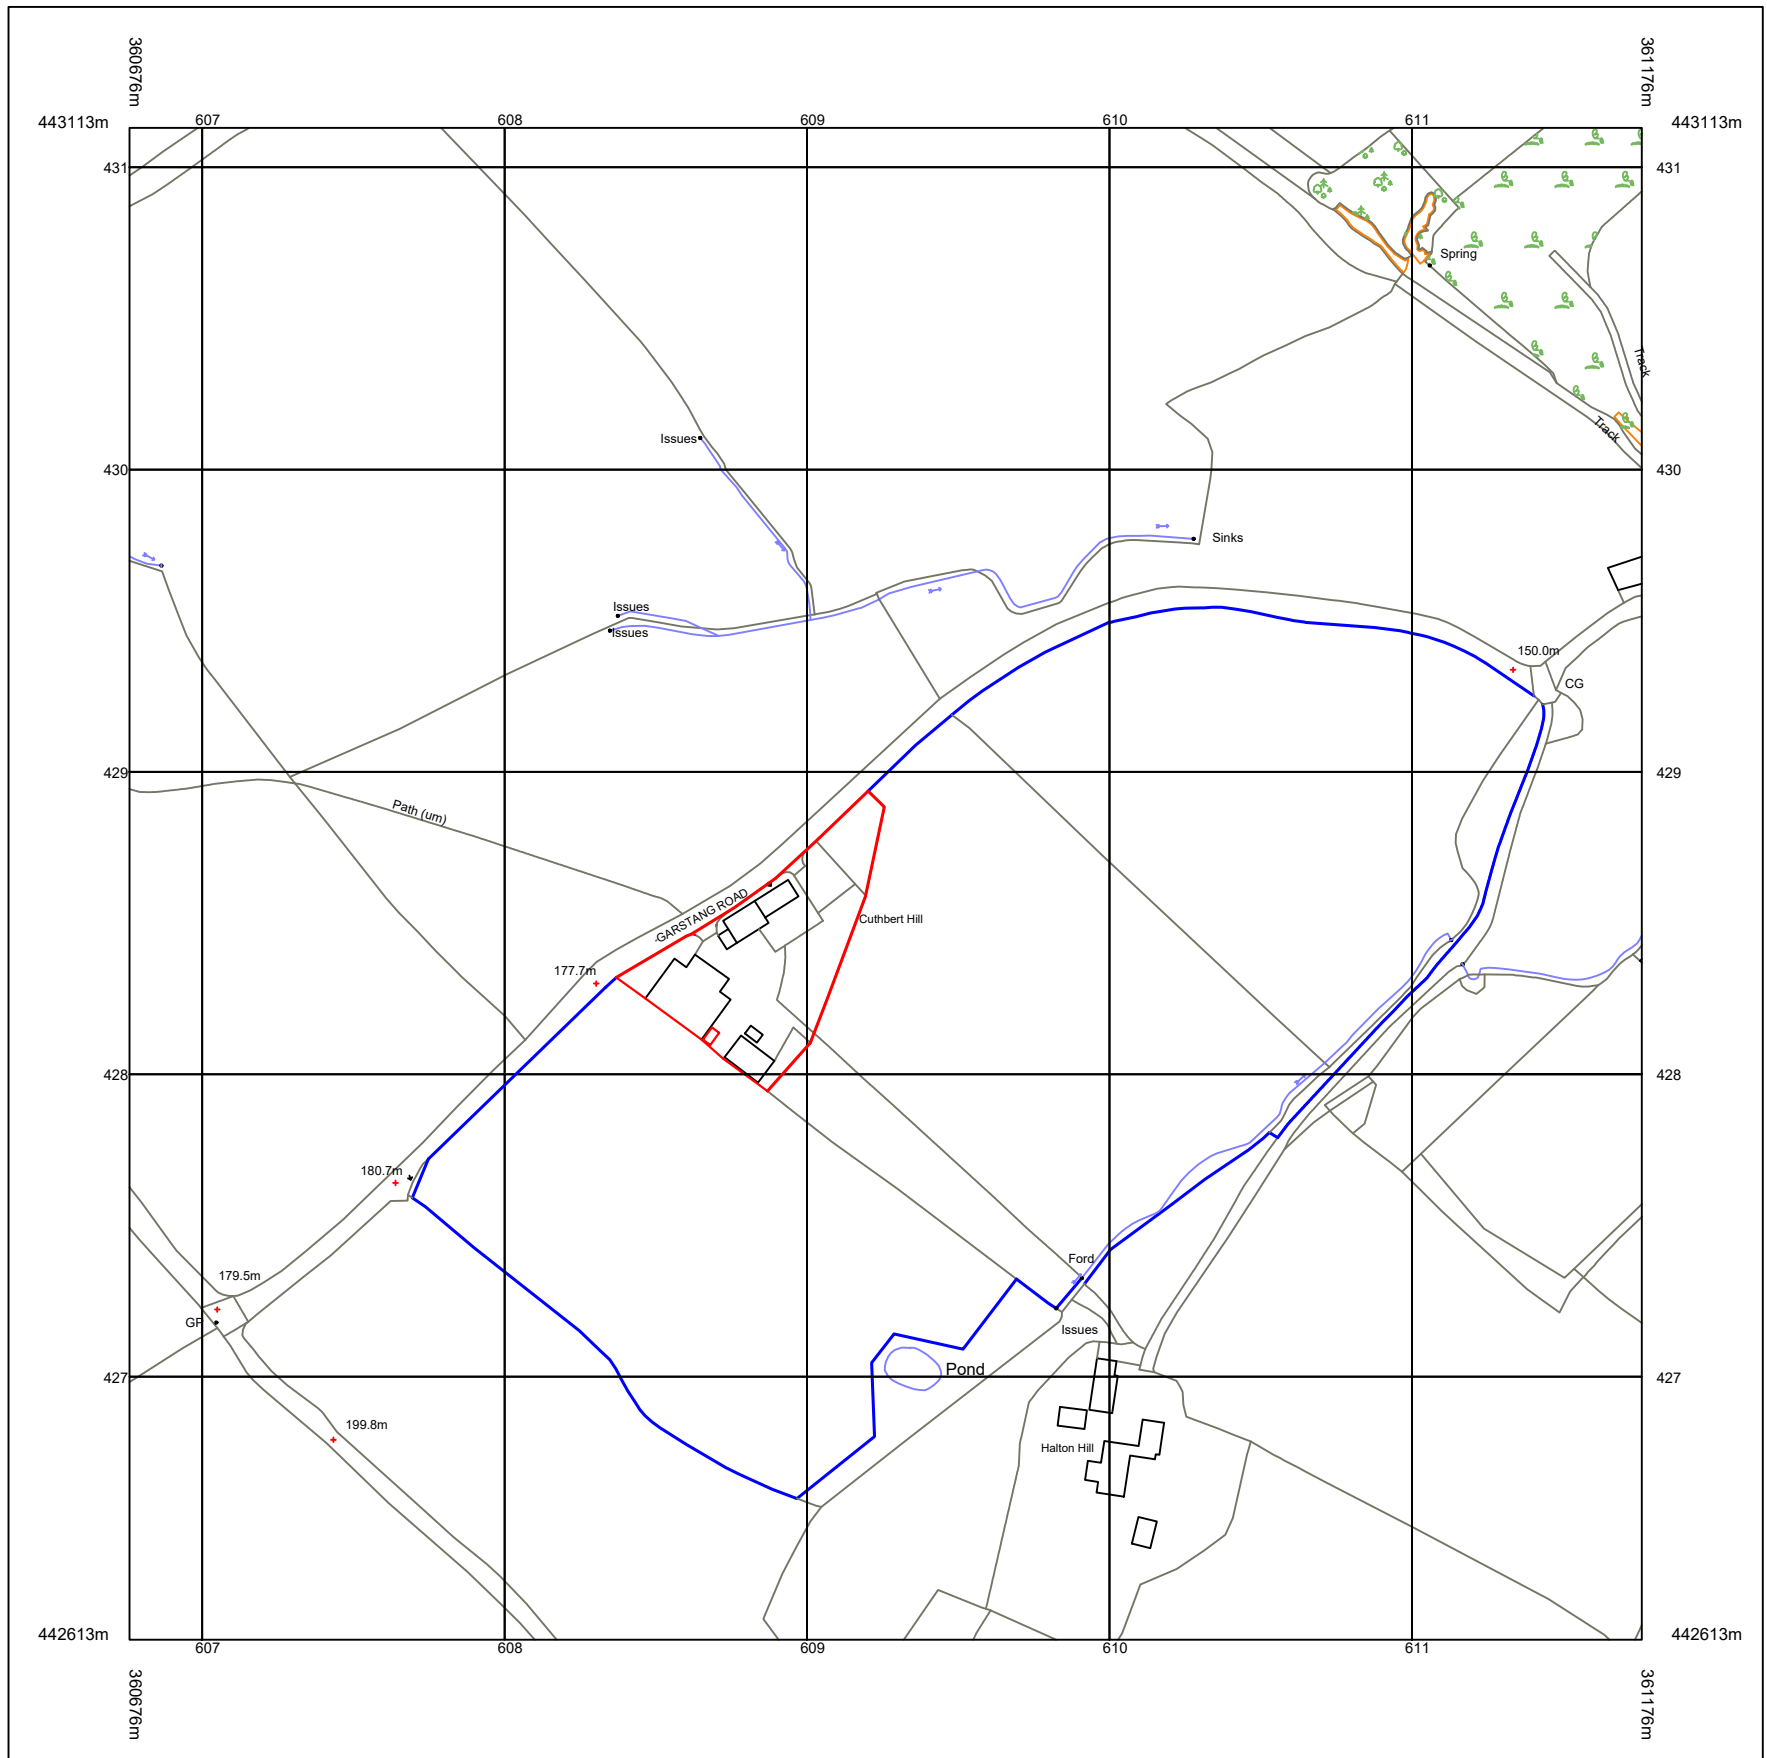 360676m
361176m
443113m
607
608
609
610
611
443113m
431
431
Spring
Track
Track
Issues
430
430
Sinks
Issues
Issues
150.0m
CG
429
429
Path (um)
GARSTANG ROAD
Cuthbert Hill
177.7m
428
428
180.7m
Ford
179.5m
GP
Issues
Pond
427
427
199.8m
Halton Hill
442613m
607
608
609
610
611
442613m
360676m
361176m